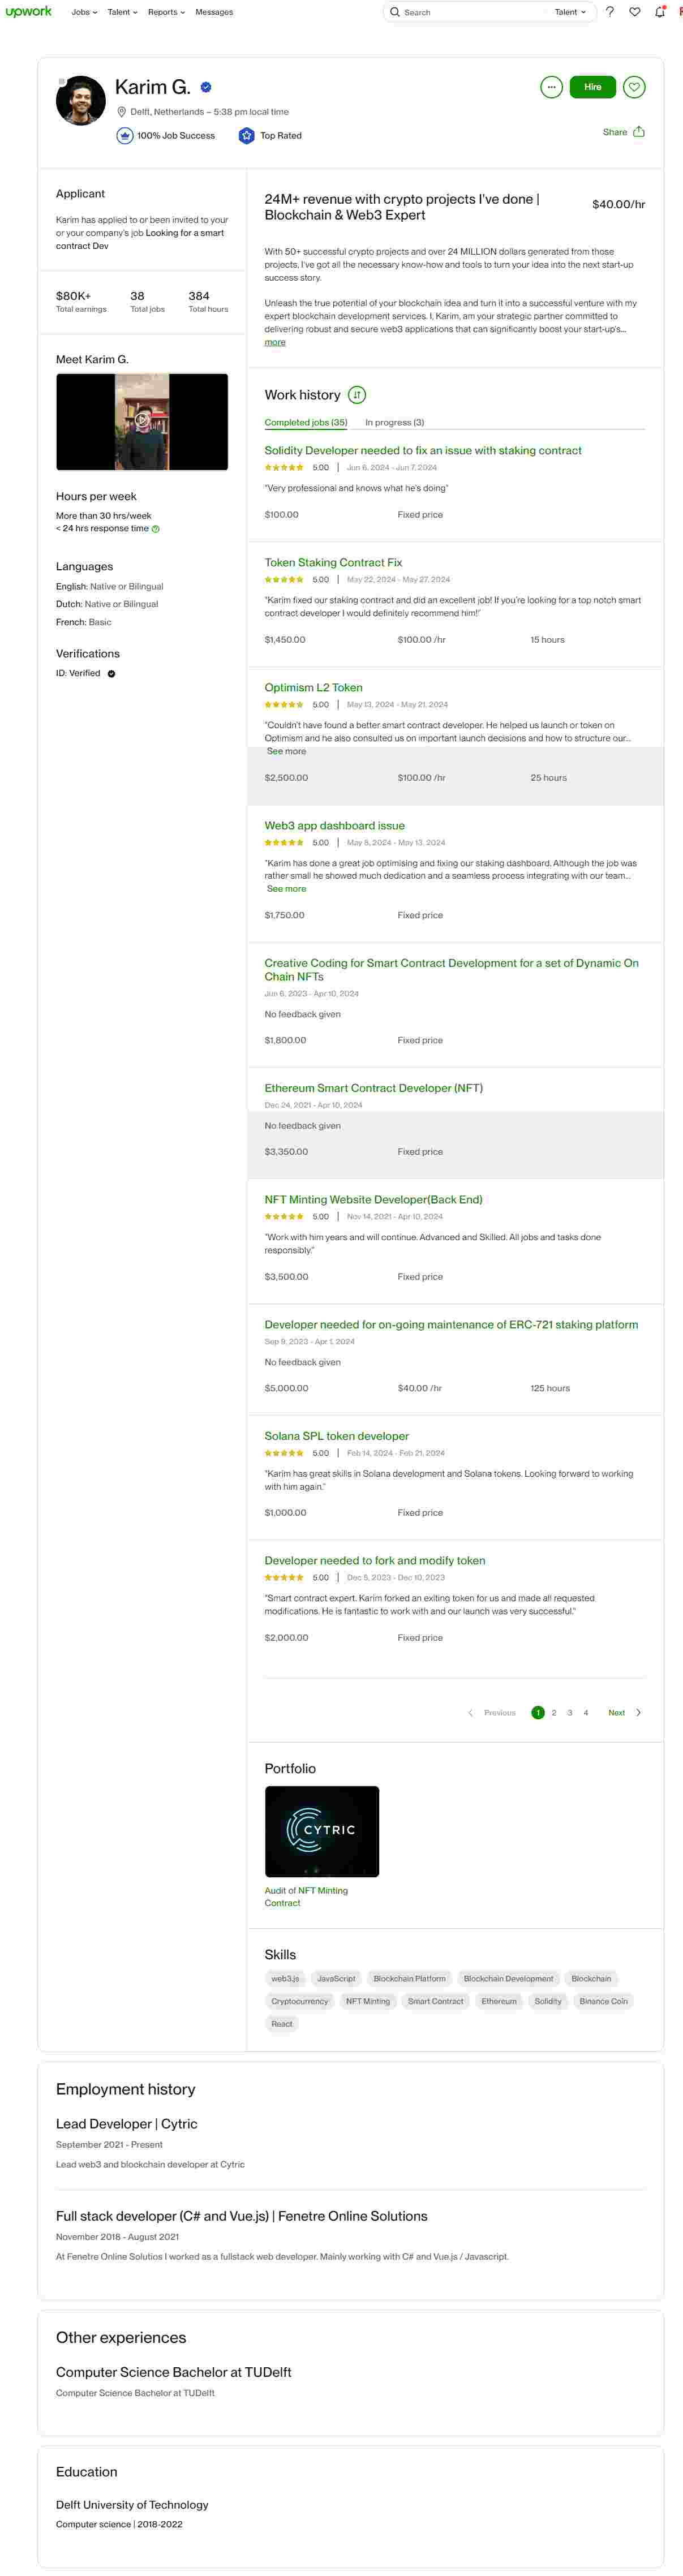 upwork
Jobs
Talent
Reports
Messages
Search
Talent
?
Karim G.
Delft, Netherlands – 5:38 pm local time
100% Job Success
Top Rated
Hire
Share
Applicant
Karim has applied to or been invited to your
or your company's job Looking for a smart
contract Dev
$80K+
38
384
Total earnings
Total jobs
Total hours
Meet Karim G.
Hours per week
More than 30 hrs/week
< 24 hrs response time
Languages
English: Native or Bilingual
Dutch: Native or Bilingual
French: Basic
Verifications
ID: Verified
24M+ revenue with crypto projects I've done |
Blockchain & Web3 Expert
$40.00/hr
With 50+ successful crypto projects and over 24 MILLION dollars generated from those
projects, I've got all the necessary know-how and tools to turn your idea into the next start-up
success story.
Unleash the true potential of your blockchain idea and turn it into a successful venture with my
expert blockchain development services. I, Karim, am your strategic partner committed to
delivering robust and secure web3 applications that can significantly boost your start-up's...
more
Work history
Completed jobs (35)
In progress (3)
Solidity Developer needed to fix an issue with staking contract
5.00 | Jun 6, 2024 - Jun 7, 2024
"Very professional and knows what he's doing"
$100.00
Fixed price
Token Staking Contract Fix
5.00 | May 22, 2024 - May 27, 2024
"Karim fixed our staking contract and did an excellent job! If you're looking for a top notch smart
contract developer I would definitely recommend him!"
$1,450.00
$100.00 /hr
15 hours
Optimism L2 Token
5.00 | May 13, 2024 - May 21, 2024
"Couldn't have found a better smart contract developer. He helped us launch or token on
Optimism and he also consulted us on important launch decisions and how to structure our...
See more
$2,500.00
$100.00 /hr
25 hours
Web3 app dashboard issue
5.00 | May 8, 2024 - May 13, 2024
"Karim has done a great job optimising and fixing our staking dashboard. Although the job was
rather small he showed much dedication and a seamless process integrating with our team...
See more
$1,750.00
Fixed price
Creative Coding for Smart Contract Development for a set of Dynamic On
Chain NFTs
Jun 6, 2023 - Apr 10, 2024
No feedback given
$1,800.00
Fixed price
Ethereum Smart Contract Developer (NFT)
Dec 24, 2021 - Apr 10, 2024
No feedback given
$3,350.00
Fixed price
NFT Minting Website Developer(Back End)
5.00 | Nov 14, 2021 - Apr 10, 2024
"Work with him years and will continue. Advanced and Skilled. All jobs and tasks done
responsibly."
$3,500.00
Fixed price
Developer needed for on-going maintenance of ERC-721 staking platform
Sep 9, 2023 - Apr 1, 2024
No feedback given
$5,000.00
$40.00 /hr
125 hours
Solana SPL token developer
5.00 | Feb 14, 2024 - Feb 21, 2024
"Karim has great skills in Solana development and Solana tokens. Looking forward to working
with him again."
$1,000.00
Fixed price
Developer needed to fork and modify token
5.00 | Dec 5, 2023 - Dec 10, 2023
"Smart contract expert. Karim forked an exiting token for us and made all requested
modifications. He is fantastic to work with and our launch was very successful."
$2,000.00
Fixed price
Previous 1 2 3 4 Next
Portfolio
CYTRIC
Audit of NFT Minting
Contract
Skills
web3.js JavaScript Blockchain Platform Blockchain Development Blockchain
Cryptocurrency NFT Minting Smart Contract Ethereum Solidity Binance Coin
React
Employment history
Lead Developer | Cytric
September 2021 - Present
Lead web3 and blockchain developer at Cytric
Full stack developer (C# and Vue.js) | Fenetre Online Solutions
November 2018 - August 2021
At Fenetre Online Solutios I worked as a fullstack web developer. Mainly working with C# and Vue.js / Javascript.
Other experiences
Computer Science Bachelor at TUDelft
Computer Science Bachelor at TUDelft
Education
Delft University of Technology
Computer science | 2018-2022